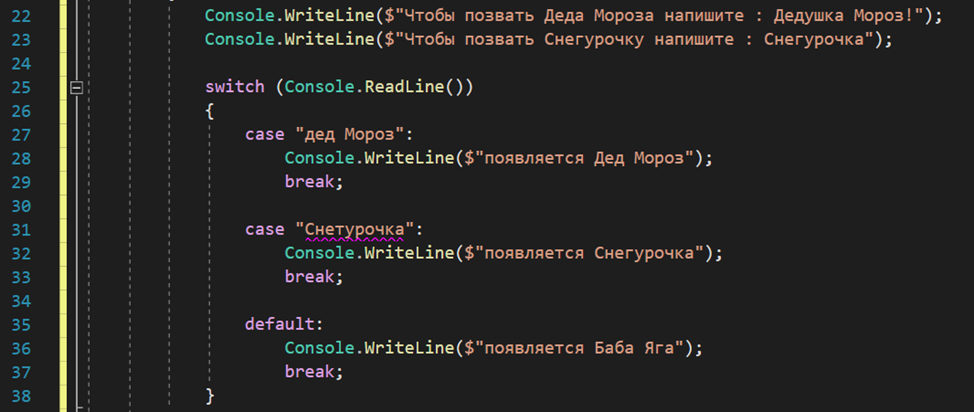 22 Console.WriteLine($"Чтобы позвать Деда Мороза напишите : Дедушка Мороз!");
23 Console.WriteLine($"Чтобы позвать Снегурочку напишите : Снегурочка");
24
25 switch (Console.ReadLine())
26 {
27 case "дед Мороз":
28 Console.WriteLine($"появляется Дед Мороз");
29 break;
30
31 case "Снетурочка":
32 Console.WriteLine($"появляется Снегурочка");
33 break;
34
35 default:
36 Console.WriteLine($"появляется Баба Яга");
37 break;
38 }